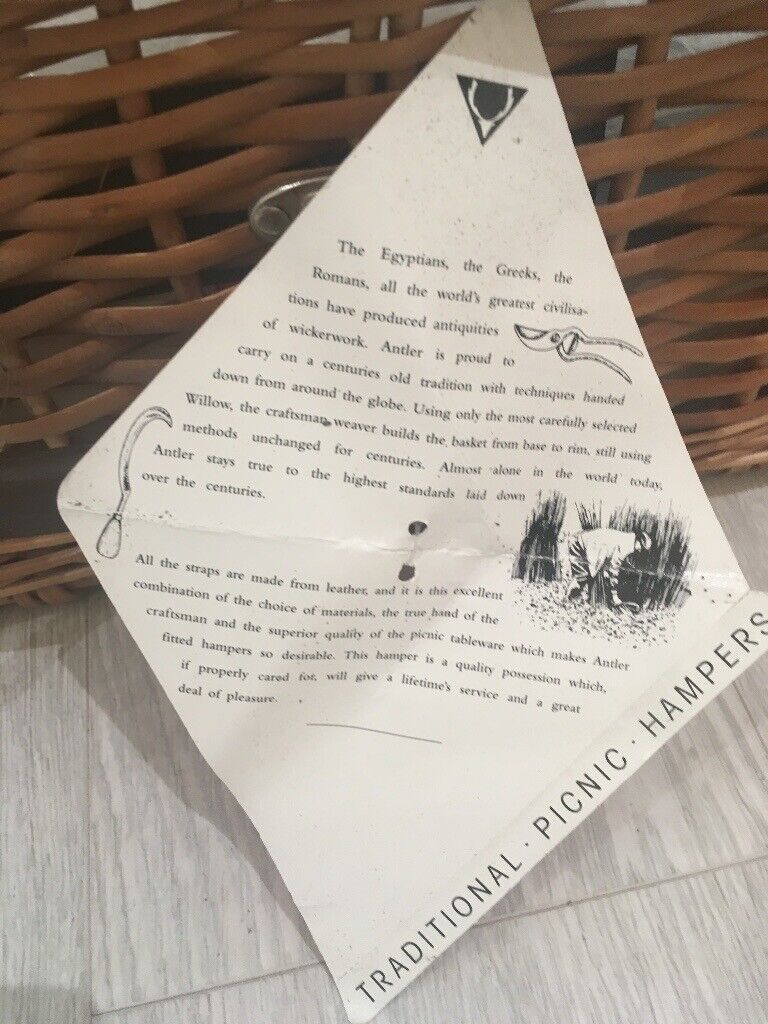 The Egyptians, the Greeks, the
Romans, all the world's greatest civilisa-
tions have produced antiquities
of wickerwork. Antler is proud to
carry on a centuries old tradition with techniques handed
down from around the globe. Using only the most carefully selected
Willow, the craftsman weaver builds the basket from base to rim, still using
methods unchanged for centuries. Almost alone in the world today,
Antler stays true to the highest standards laid down
over the centuries.
All the straps are made from leather, and it is this excellent
combination of the choice of materials, the true hand of the
craftsman and the superior quality of the picnic tableware which makes Antler
fitted hampers so desirable. This hamper is a quality possession which,
if properly cared for, will give a lifetime's service and a great
deal of pleasure.
TRADITIONAL · PICNIC · HAMPERS